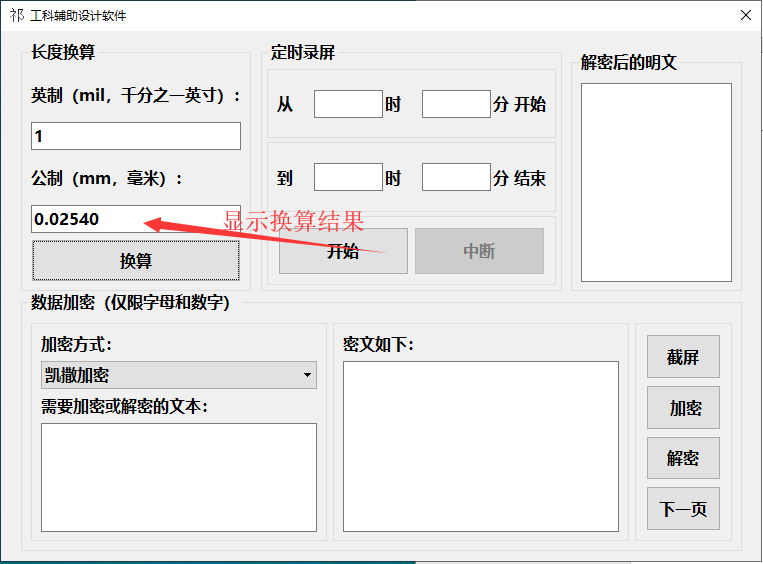 祁 工科辅助设计软件
长度换算
英制（mil，千分之一英寸）：
1
公制（mm，毫米）：
0.02540
显示换算结果
换算
定时录屏
从 时 分 开始
到 时 分 结束
开始 中断
解密后的明文
数据加密（仅限字母和数字）
加密方式：
凯撒加密
需要加密或解密的文本：
密文如下：
截屏
加密
解密
下一页